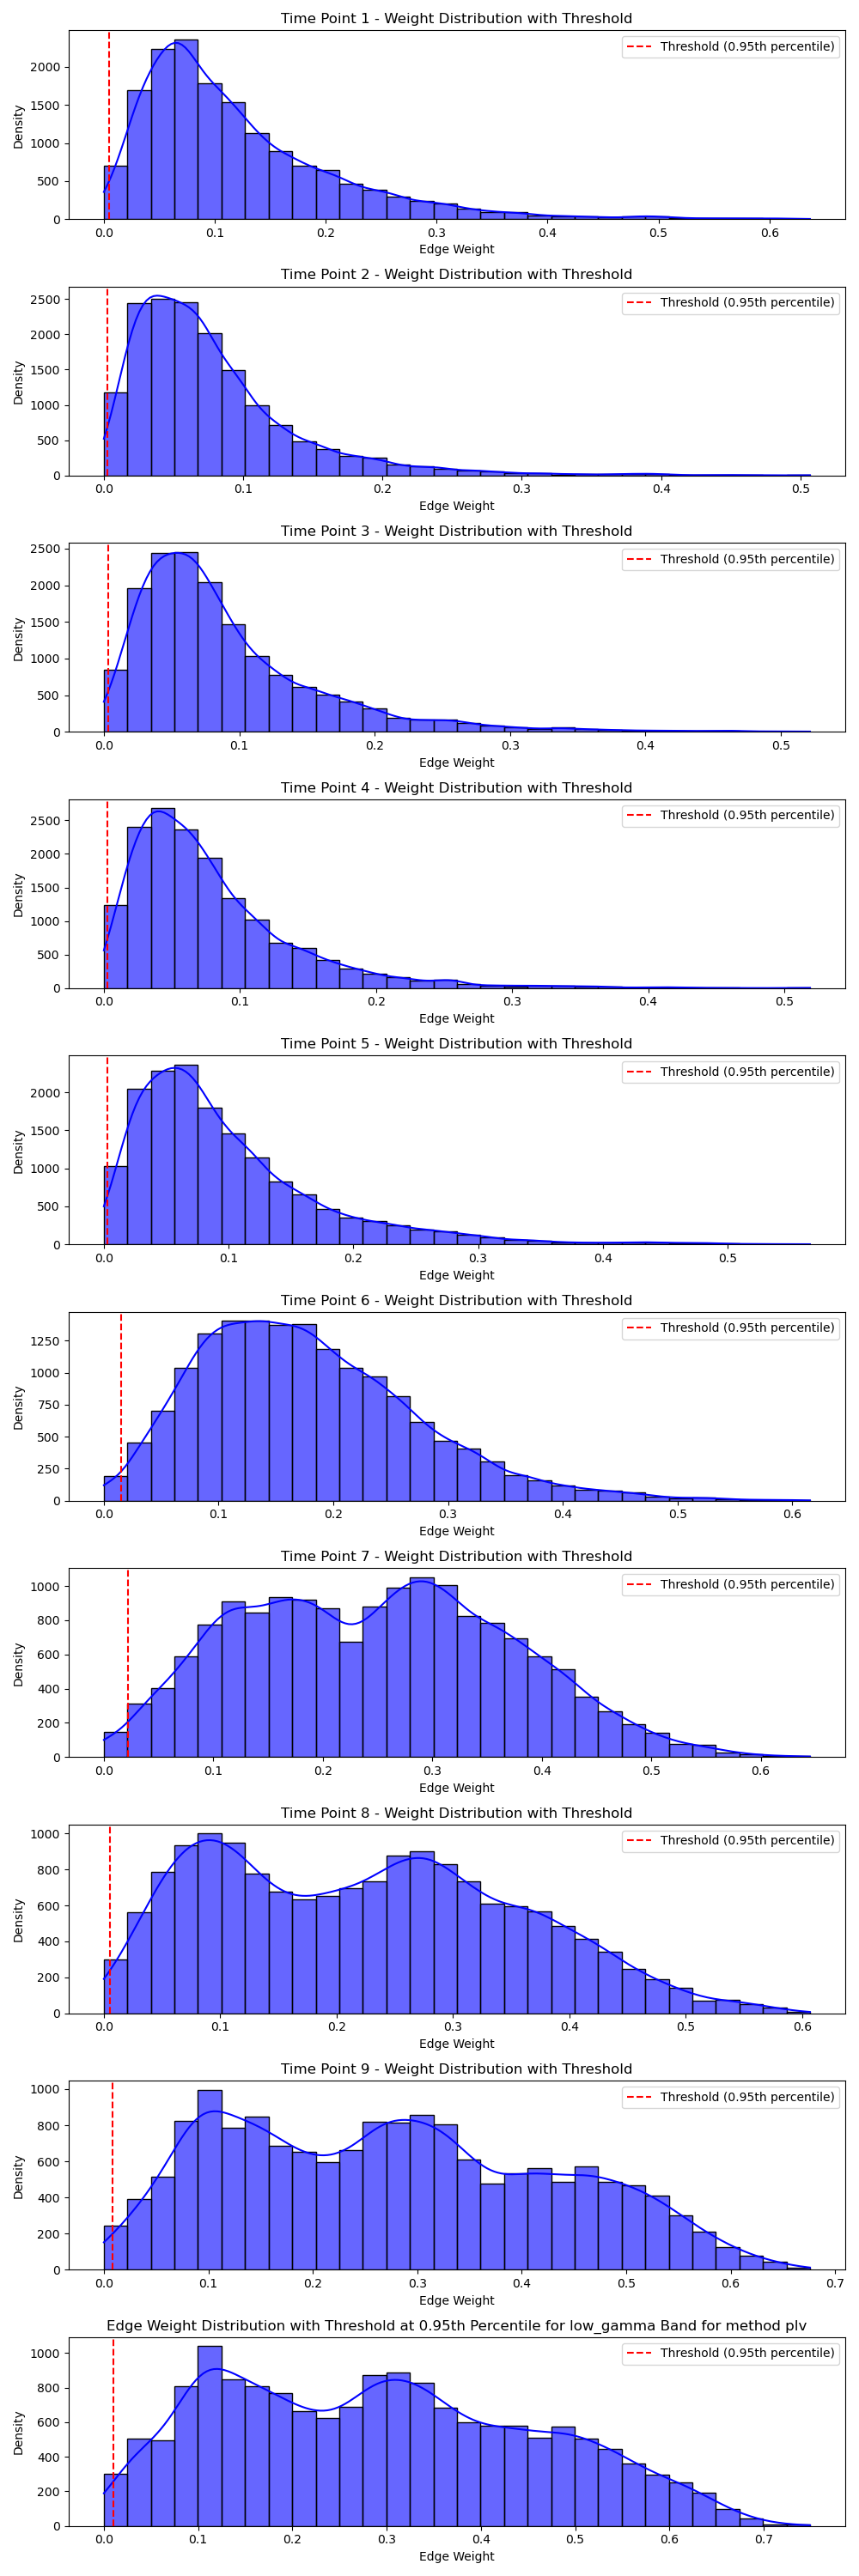 Time Point 1 - Weight Distribution with Threshold
Threshold (0.95th percentile)
Density
2000
1500
1000
500
0
0.0 0.1 0.2 0.3 0.4 0.5 0.6
Edge Weight
Time Point 2 - Weight Distribution with Threshold
Threshold (0.95th percentile)
Density
2500
2000
1500
1000
500
0
0.0 0.1 0.2 0.3 0.4 0.5
Edge Weight
Time Point 3 - Weight Distribution with Threshold
Threshold (0.95th percentile)
Density
2500
2000
1500
1000
500
0
0.0 0.1 0.2 0.3 0.4 0.5
Edge Weight
Time Point 4 - Weight Distribution with Threshold
Threshold (0.95th percentile)
Density
2500
2000
1500
1000
500
0
0.0 0.1 0.2 0.3 0.4 0.5
Edge Weight
Time Point 5 - Weight Distribution with Threshold
Threshold (0.95th percentile)
Density
2000
1500
1000
500
0
0.0 0.1 0.2 0.3 0.4 0.5
Edge Weight
Time Point 6 - Weight Distribution with Threshold
Threshold (0.95th percentile)
Density
1250
1000
750
500
250
0
0.0 0.1 0.2 0.3 0.4 0.5 0.6
Edge Weight
Time Point 7 - Weight Distribution with Threshold
Threshold (0.95th percentile)
Density
1000
800
600
400
200
0
0.0 0.1 0.2 0.3 0.4 0.5 0.6
Edge Weight
Time Point 8 - Weight Distribution with Threshold
Threshold (0.95th percentile)
Density
1000
800
600
400
200
0
0.0 0.1 0.2 0.3 0.4 0.5 0.6
Edge Weight
Time Point 9 - Weight Distribution with Threshold
Threshold (0.95th percentile)
Density
1000
800
600
400
200
0
0.0 0.1 0.2 0.3 0.4 0.5 0.6 0.7
Edge Weight
Edge Weight Distribution with Threshold at 0.95th Percentile for low_gamma Band for method plv
Threshold (0.95th percentile)
Density
1000
800
600
400
200
0
0.0 0.1 0.2 0.3 0.4 0.5 0.6 0.7
Edge Weight